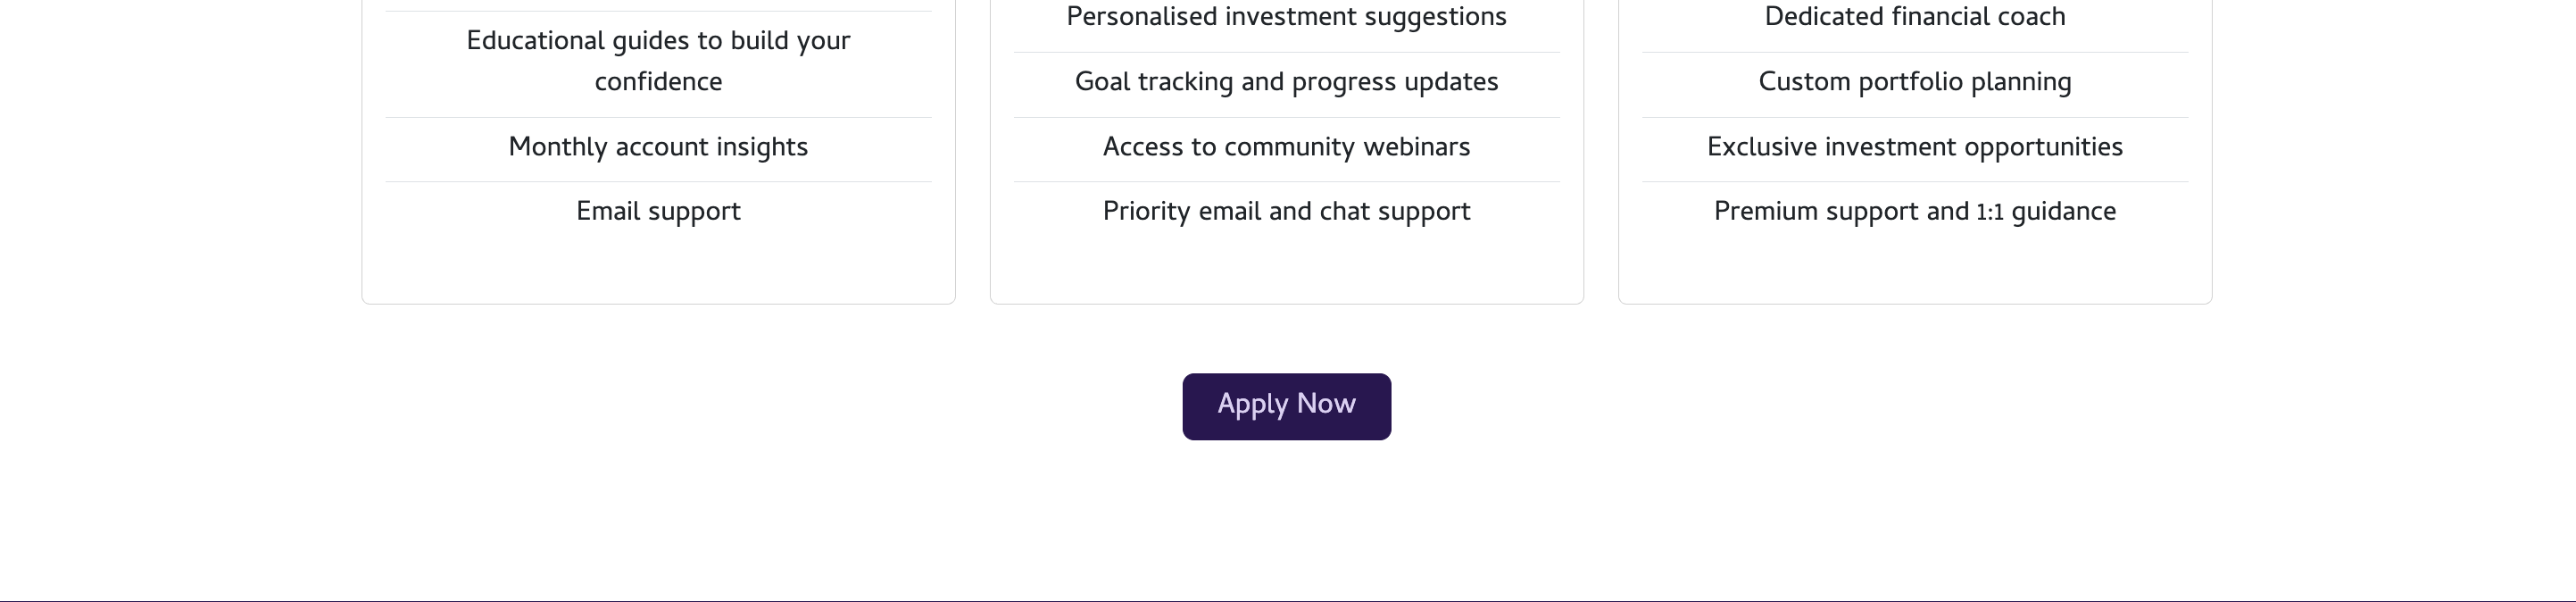 Educational guides to build your
confidence
Monthly account insights
Email support
Personalised investment suggestions
Goal tracking and progress updates
Access to community webinars
Priority email and chat support
Dedicated financial coach
Custom portfolio planning
Exclusive investment opportunities
Premium support and 1:1 guidance
Apply Now